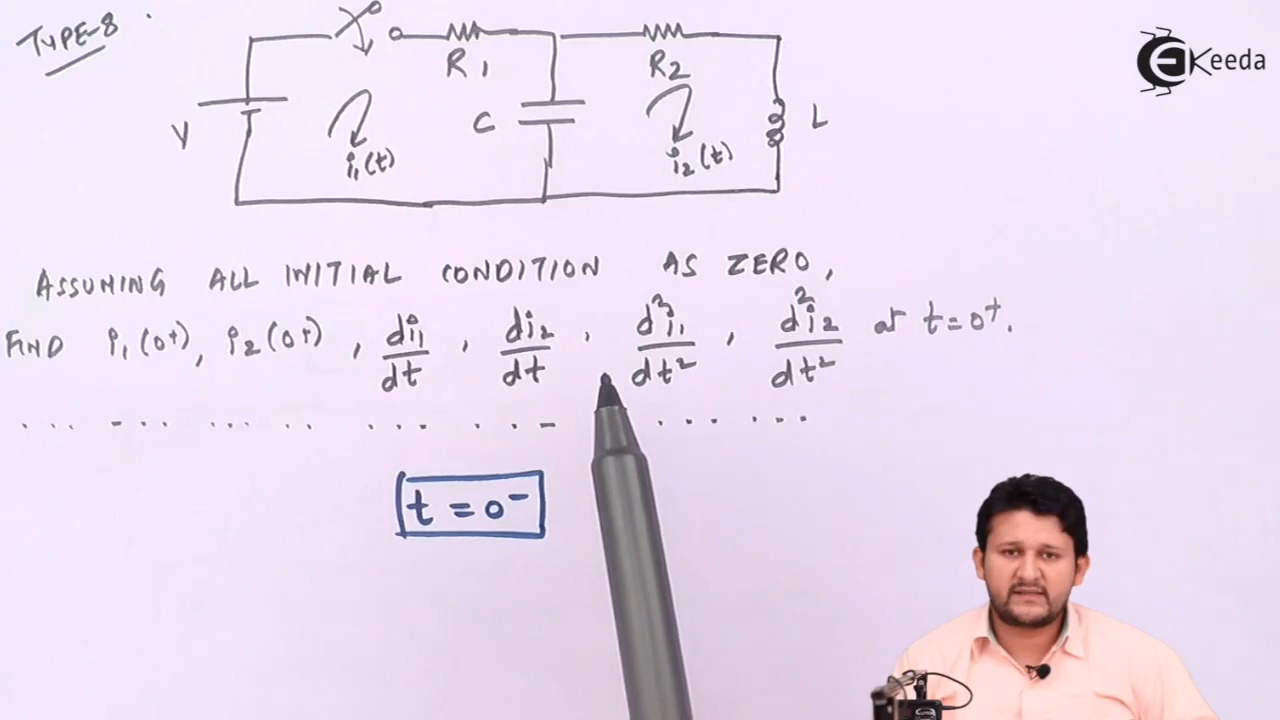 TYPE-8
EKeeda
R1
R2
V
i₁(t)
C
i₂(t)
L
ASSUMING ALL INITIAL CONDITION AS ZERO,
FIND i₁(0+), i₂(0+), di₁/dt, di₂/dt, d²i₁/dt², d²i₂/dt² at t=0⁺.
t=0⁻